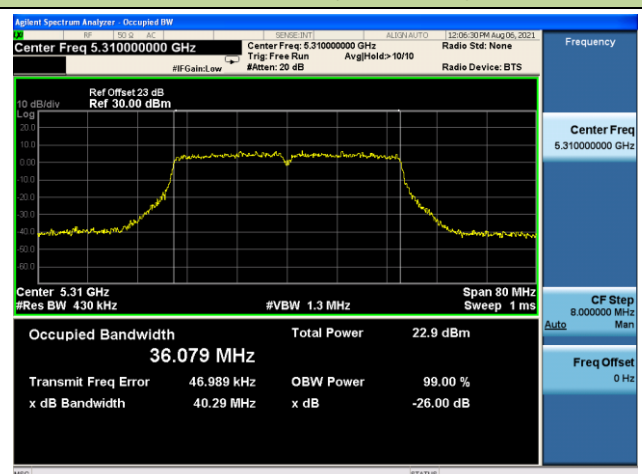 Agilent Spectrum Analyzer - Occupied BW
RF 50 Ω AC SENSE:INT ALIGN AUTO 12:06:30 PM Aug 06, 2021
Center Freq 5.310000000 GHz Center Freq: 5.310000000 GHz Radio Std: None
Trig: Free Run Avg|Hold:>10/10
#IFGain:Low #Atten: 20 dB Radio Device: BTS
Frequency
Ref Offset 23 dB
10 dB/div Ref 30.00 dBm
Log
20.0
10.0
0.00
-10.0
-20.0
-30.0
-40.0
-50.0
-60.0
Center 5.31 GHz Span 80 MHz
#Res BW 430 kHz #VBW 1.3 MHz Sweep 1 ms
Occupied Bandwidth Total Power 22.9 dBm
36.079 MHz
Transmit Freq Error 46.989 kHz OBW Power 99.00 %
x dB Bandwidth 40.29 MHz x dB -26.00 dB
Center Freq
5.310000000 GHz
CF Step
8.000000 MHz
Auto Man
Freq Offset
0 Hz
MSG STATUS